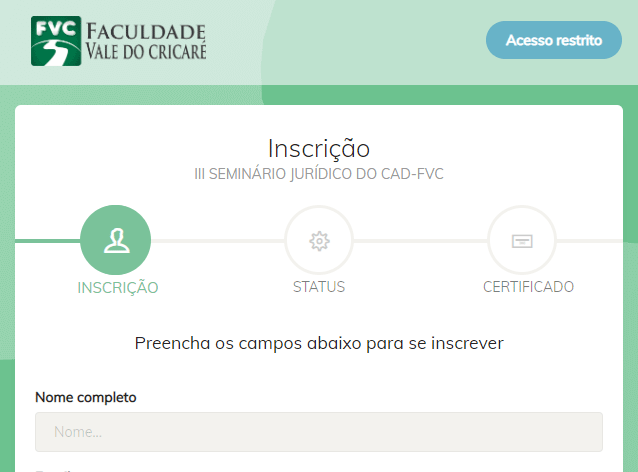 FVC
FACULDADE
VALE DO CRICARÉ
Acesso restrito
Inscrição
III SEMINÁRIO JURÍDICO DO CAD-FVC
INSCRIÇÃO
STATUS
CERTIFICADO
Preencha os campos abaixo para se inscrever
Nome completo
Nome...